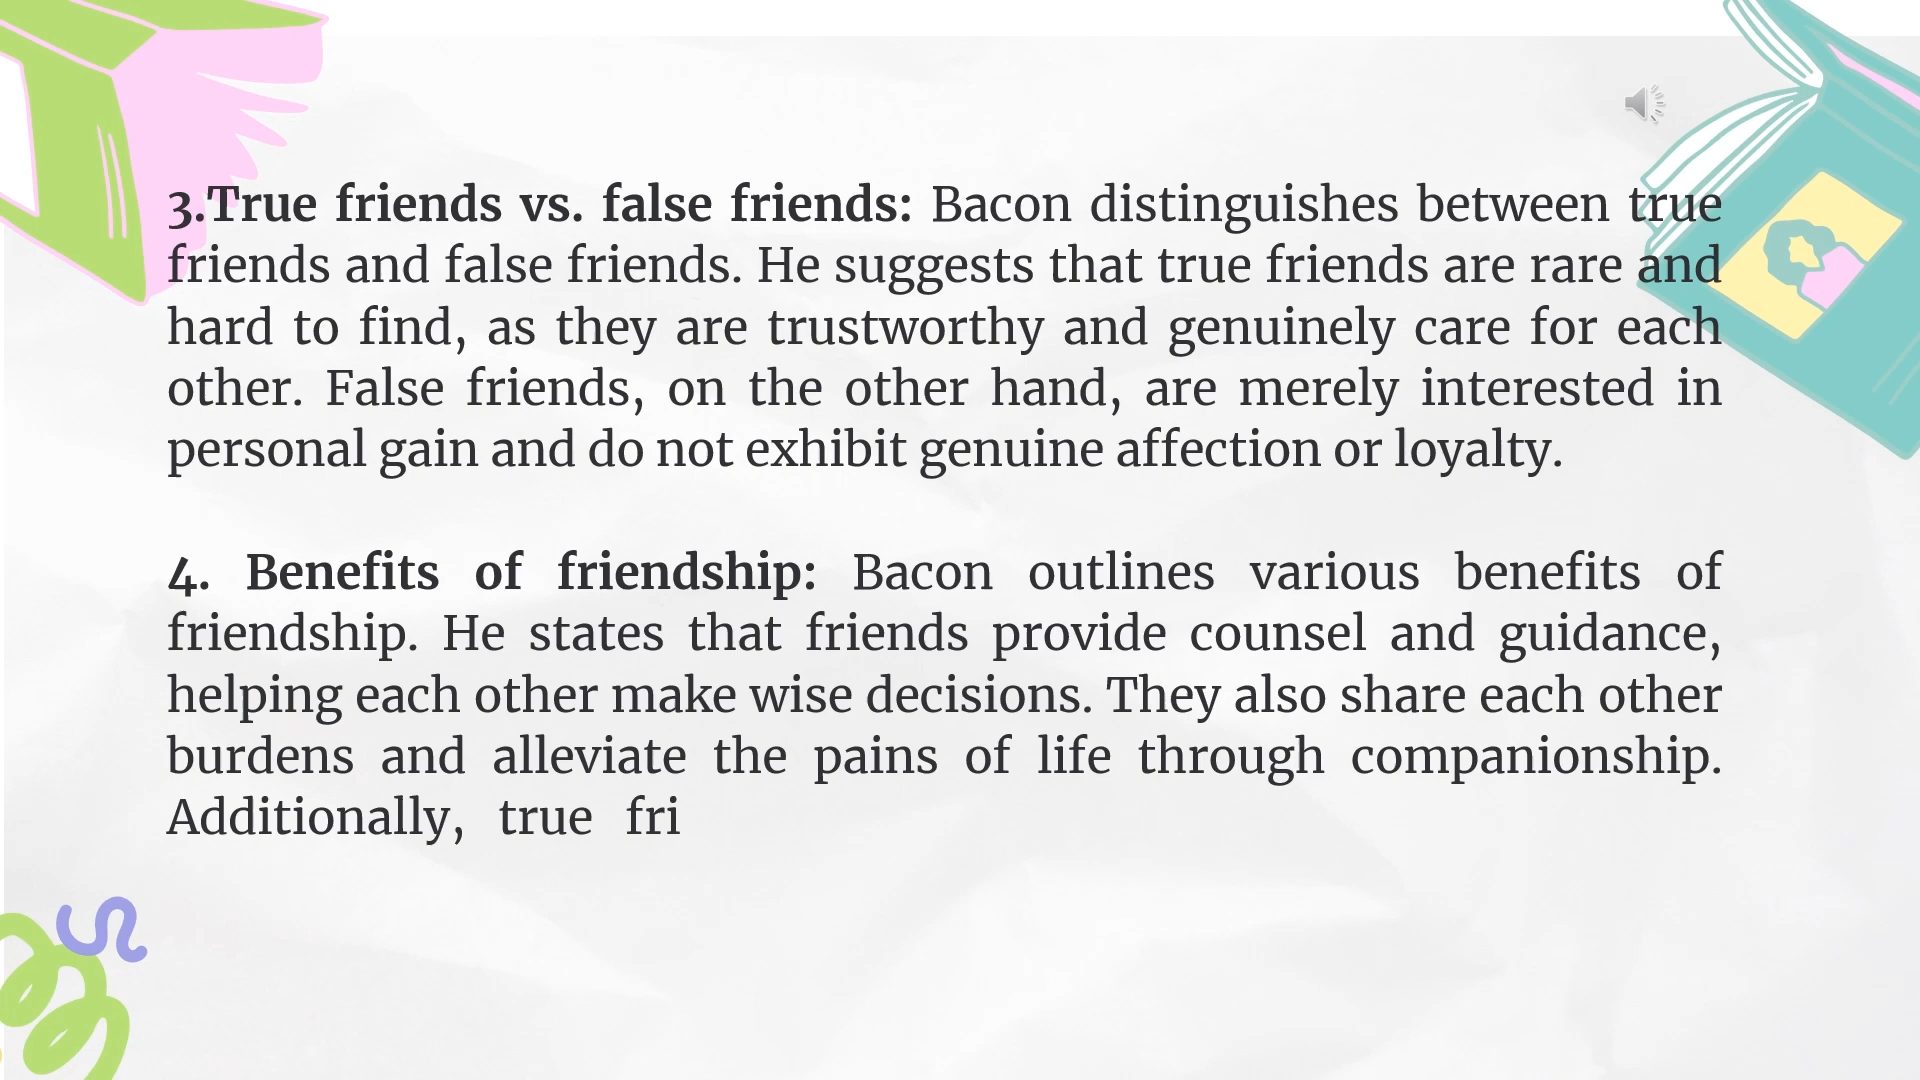 3.True friends vs. false friends: Bacon distinguishes between true
friends and false friends. He suggests that true friends are rare and
hard to find, as they are trustworthy and genuinely care for each
other. False friends, on the other hand, are merely interested in
personal gain and do not exhibit genuine affection or loyalty.
4. Benefits of friendship: Bacon outlines various benefits of
friendship. He states that friends provide counsel and guidance,
helping each other make wise decisions. They also share each other
burdens and alleviate the pains of life through companionship.
Additionally, true fri